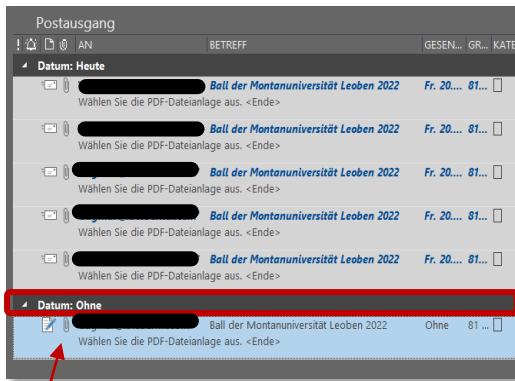 Postausgang
! AN BETREFF GESEN... GR... KATE
Datum: Heute
Ball der Montanuniversität Leoben 2022 Fr. 20.... 81...
Wählen Sie die PDF-Dateianlage aus. <Ende>
Ball der Montanuniversität Leoben 2022 Fr. 20.... 81...
Wählen Sie die PDF-Dateianlage aus. <Ende>
Ball der Montanuniversität Leoben 2022 Fr. 20.... 81...
Wählen Sie die PDF-Dateianlage aus. <Ende>
Ball der Montanuniversität Leoben 2022 Fr. 20.... 81...
Wählen Sie die PDF-Dateianlage aus. <Ende>
Ball der Montanuniversität Leoben 2022 Fr. 20.... 81...
Wählen Sie die PDF-Dateianlage aus. <Ende>
Datum: Ohne
Ball der Montanuniversität Leoben 2022 Ohne 81 ...
Wählen Sie die PDF-Dateianlage aus. <Ende>